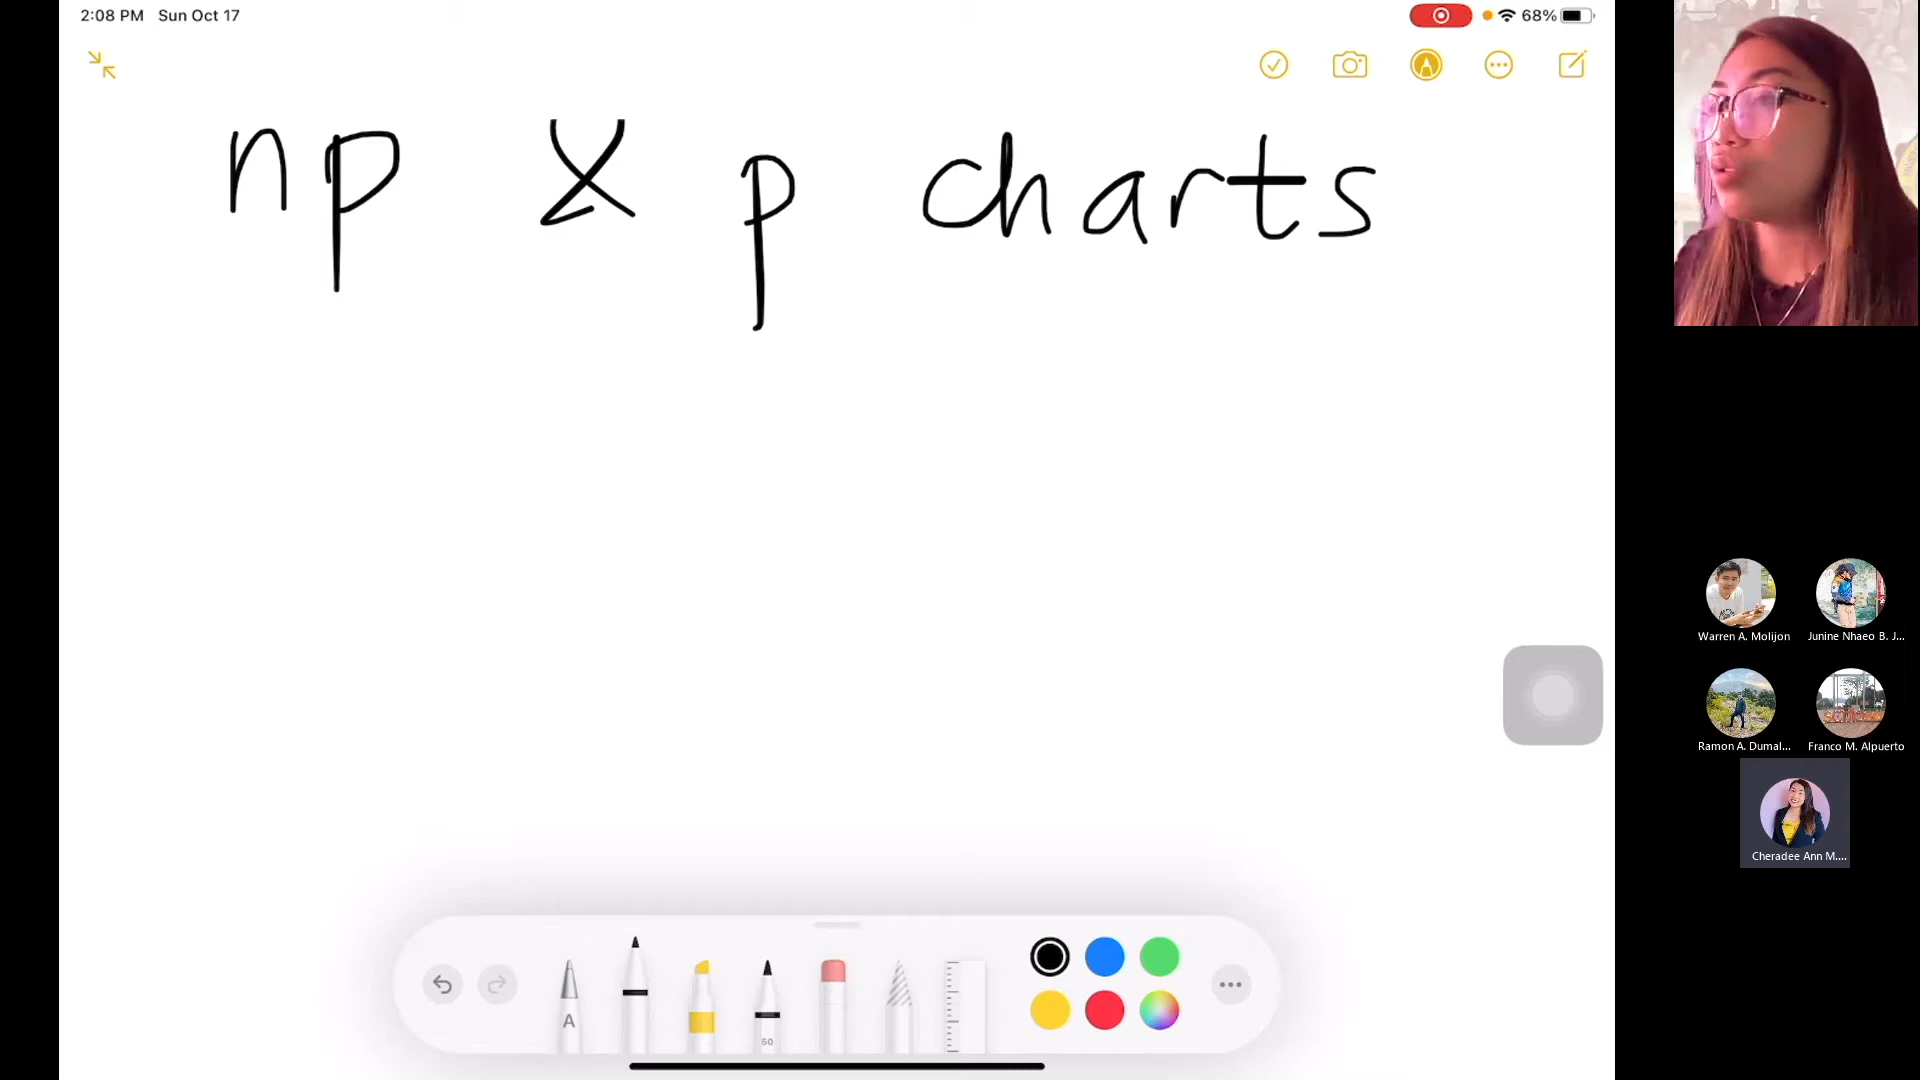 2:08 PM Sun Oct 17
68%
np & p charts
Warren A. Molijon
Junine Nhaeo B. J...
Ramon A. Dumal...
Franco M. Alpuerto
Cheradee Ann M....
A
50